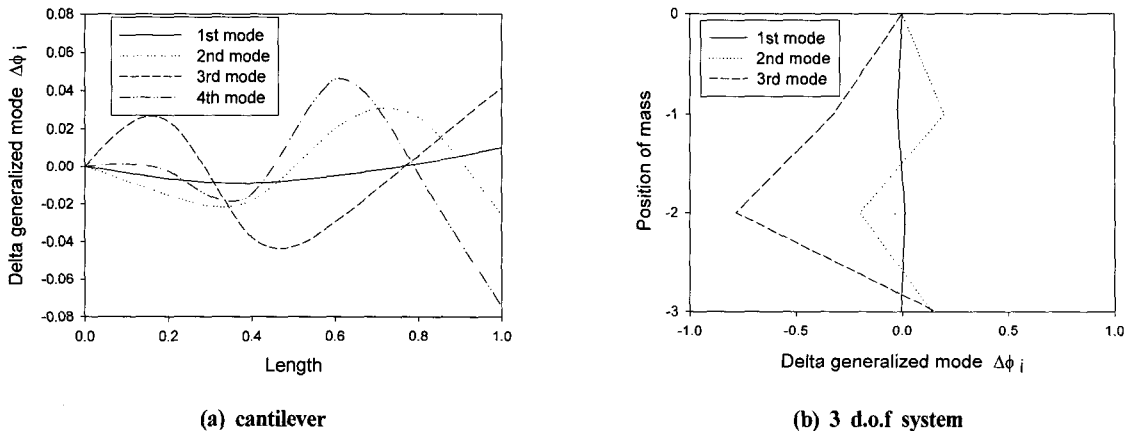 0.08
0.06
0.04
0.02
0.00
-0.02
-0.04
-0.06
-0.08
Delta generalized mode Δϕ i
1st mode
2nd mode
3rd mode
4th mode
0.0
0.2
0.4
0.6
0.8
1.0
Length
(a) cantilever
0
-1
-2
-3
Position of mass
1st mode
2nd mode
3rd mode
-1.0
-0.5
0.0
0.5
1.0
Delta generalized mode Δϕ i
(b) 3 d.o.f system